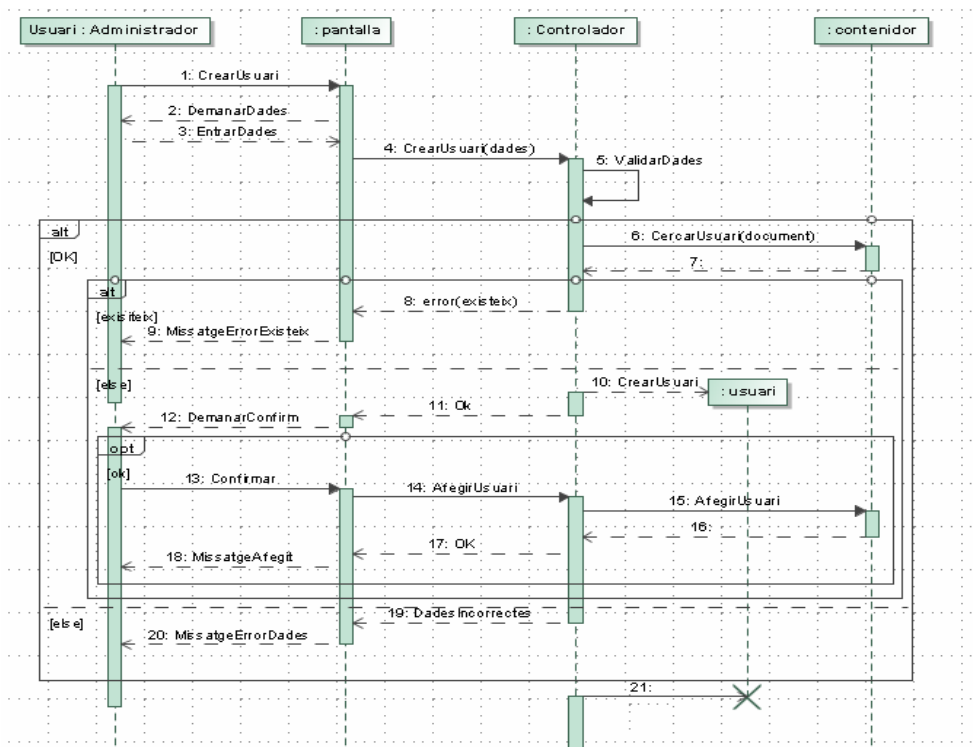 Usuari : Administrador
: pantalla
: Controlador
: contenidor
1: CrearUsuari
2: DemanarDades
3: EntrarDades
4: CrearUsuari(dades)
5: ValidarDades
alt
[OK]
6: CercarUsuari(document)
7:
alt
[exisiteix]
8: error(existeix)
9: MissatgeErrorExisteix
[else]
10: CrearUsuari
: usuari
11: Ok
12: DemanarConfirm
opt
[ok]
13: Confirmar
14: AfegirUsuari
15: AfegirUsuari
16:
17: OK
18: MissatgeAfegit
19: DadesIncorrectes
[else]
20: MissatgeErrorDades
21: